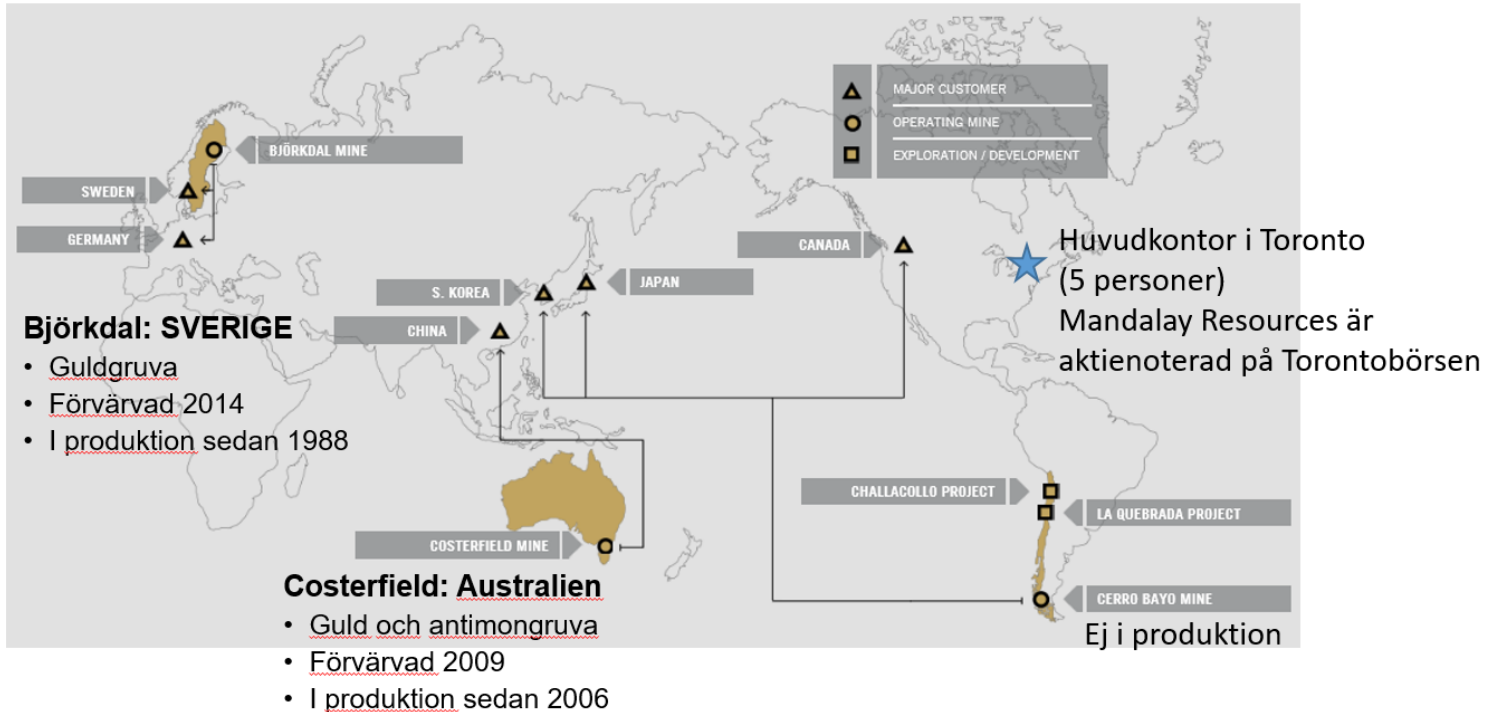 MAJOR CUSTOMER
OPERATING MINE
EXPLORATION / DEVELOPMENT
BJÖRKDAL MINE
SWEDEN
GERMANY
CANADA
Huvudkontor i Toronto
(5 personer)
Mandalay Resources är
aktienoterad på Torontobörsen
S. KOREA
JAPAN
CHINA
Björkdal: SVERIGE
• Guldgruva
• Förvärvad 2014
• I produktion sedan 1988
CHALLACOLLO PROJECT
LA QUEBRADA PROJECT
COSTERFIELD MINE
Costerfield: Australien
• Guld och antimongruva
• Förvärvad 2009
• I produktion sedan 2006
CERRO BAYO MINE
Ej i produktion